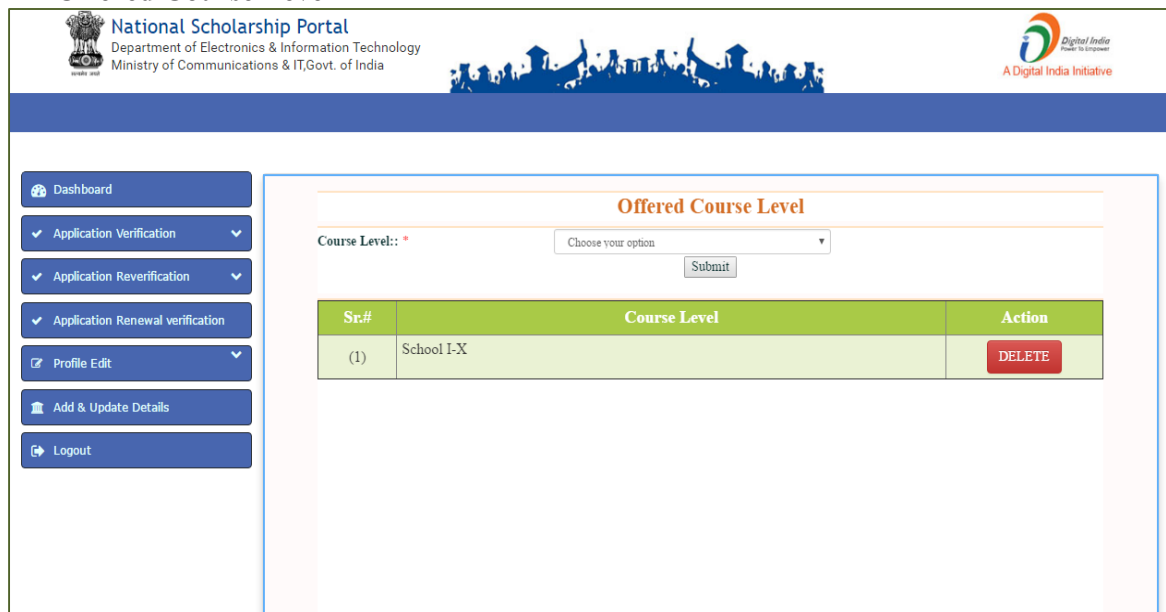 National Scholarship Portal
Department of Electronics & Information Technology
Ministry of Communications & IT,Govt. of India
Digital India
Power To Empower
A Digital India Initiative
Dashboard
Application Verification
Application Reverification
Application Renewal verification
Profile Edit
Add & Update Details
Logout
Offered Course Level
Course Level:: *
Choose your option
Submit
Sr.# Course Level Action
(1) School I-X DELETE